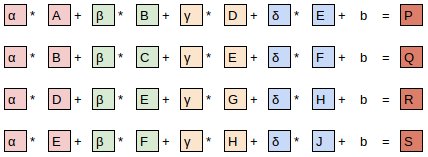 α * A + β * B + γ * D + δ * E + b = P
α * B + β * C + γ * E + δ * F + b = Q
α * D + β * E + γ * G + δ * H + b = R
α * E + β * F + γ * H + δ * J + b = S